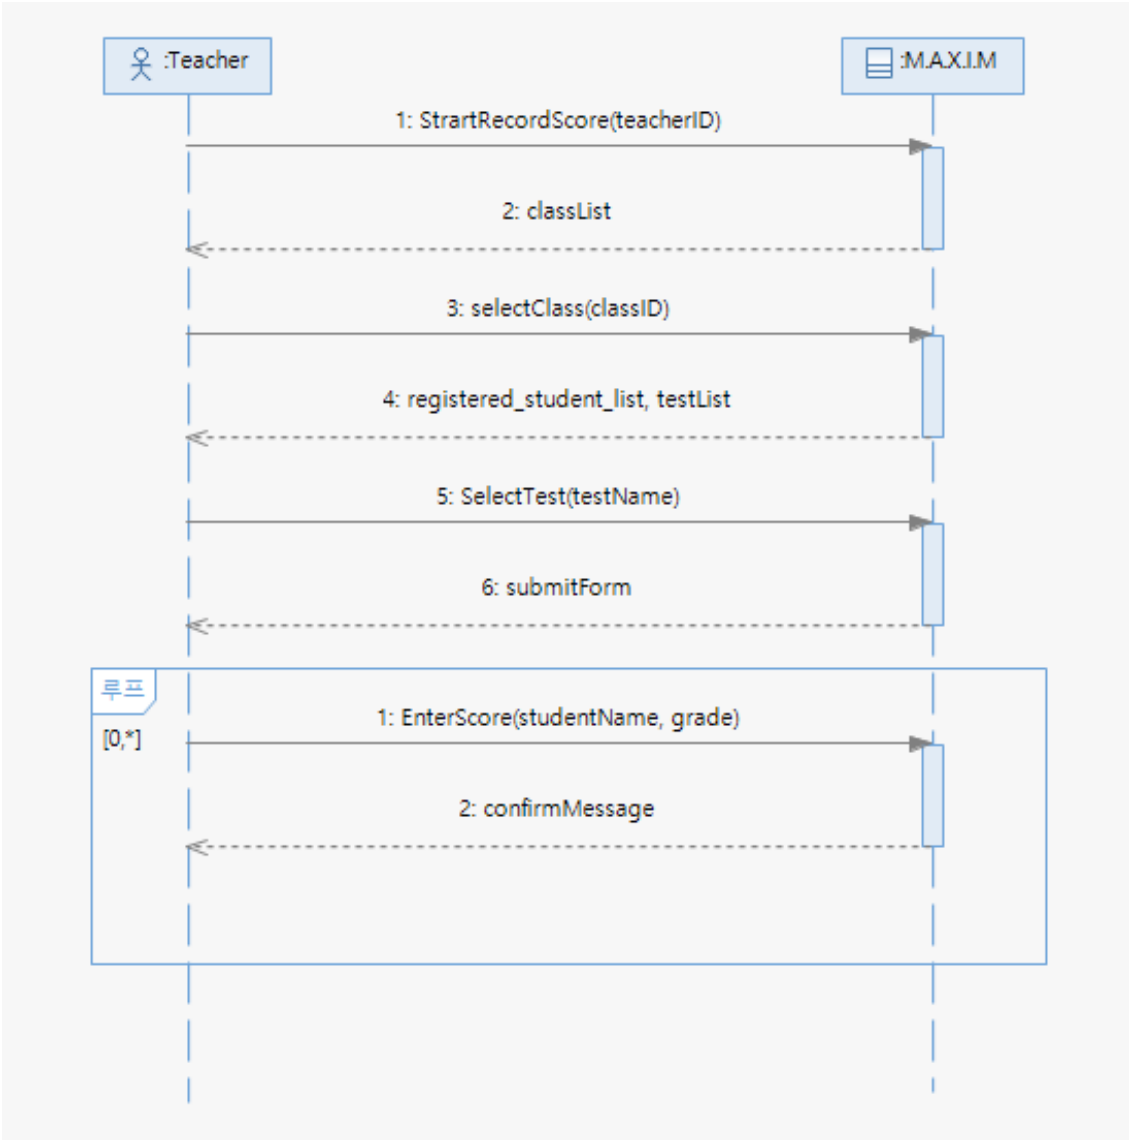 :Teacher
:M.A.X.I.M
1: StrartRecordScore(teacherID)
2: classList
3: selectClass(classID)
4: registered_student_list, testList
5: SelectTest(testName)
6: submitForm
루프
1: EnterScore(studentName, grade)
[0,*]
2: confirmMessage